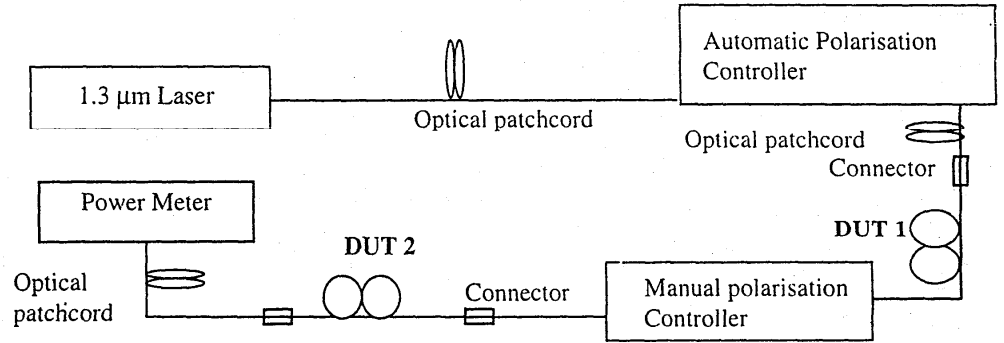 Automatic Polarisation
Controller
1.3 µm Laser
Optical patchcord
Optical patchcord
Connector
Power Meter
DUT 1
DUT 2
Optical
patchcord
Connector
Manual polarisation
Controller